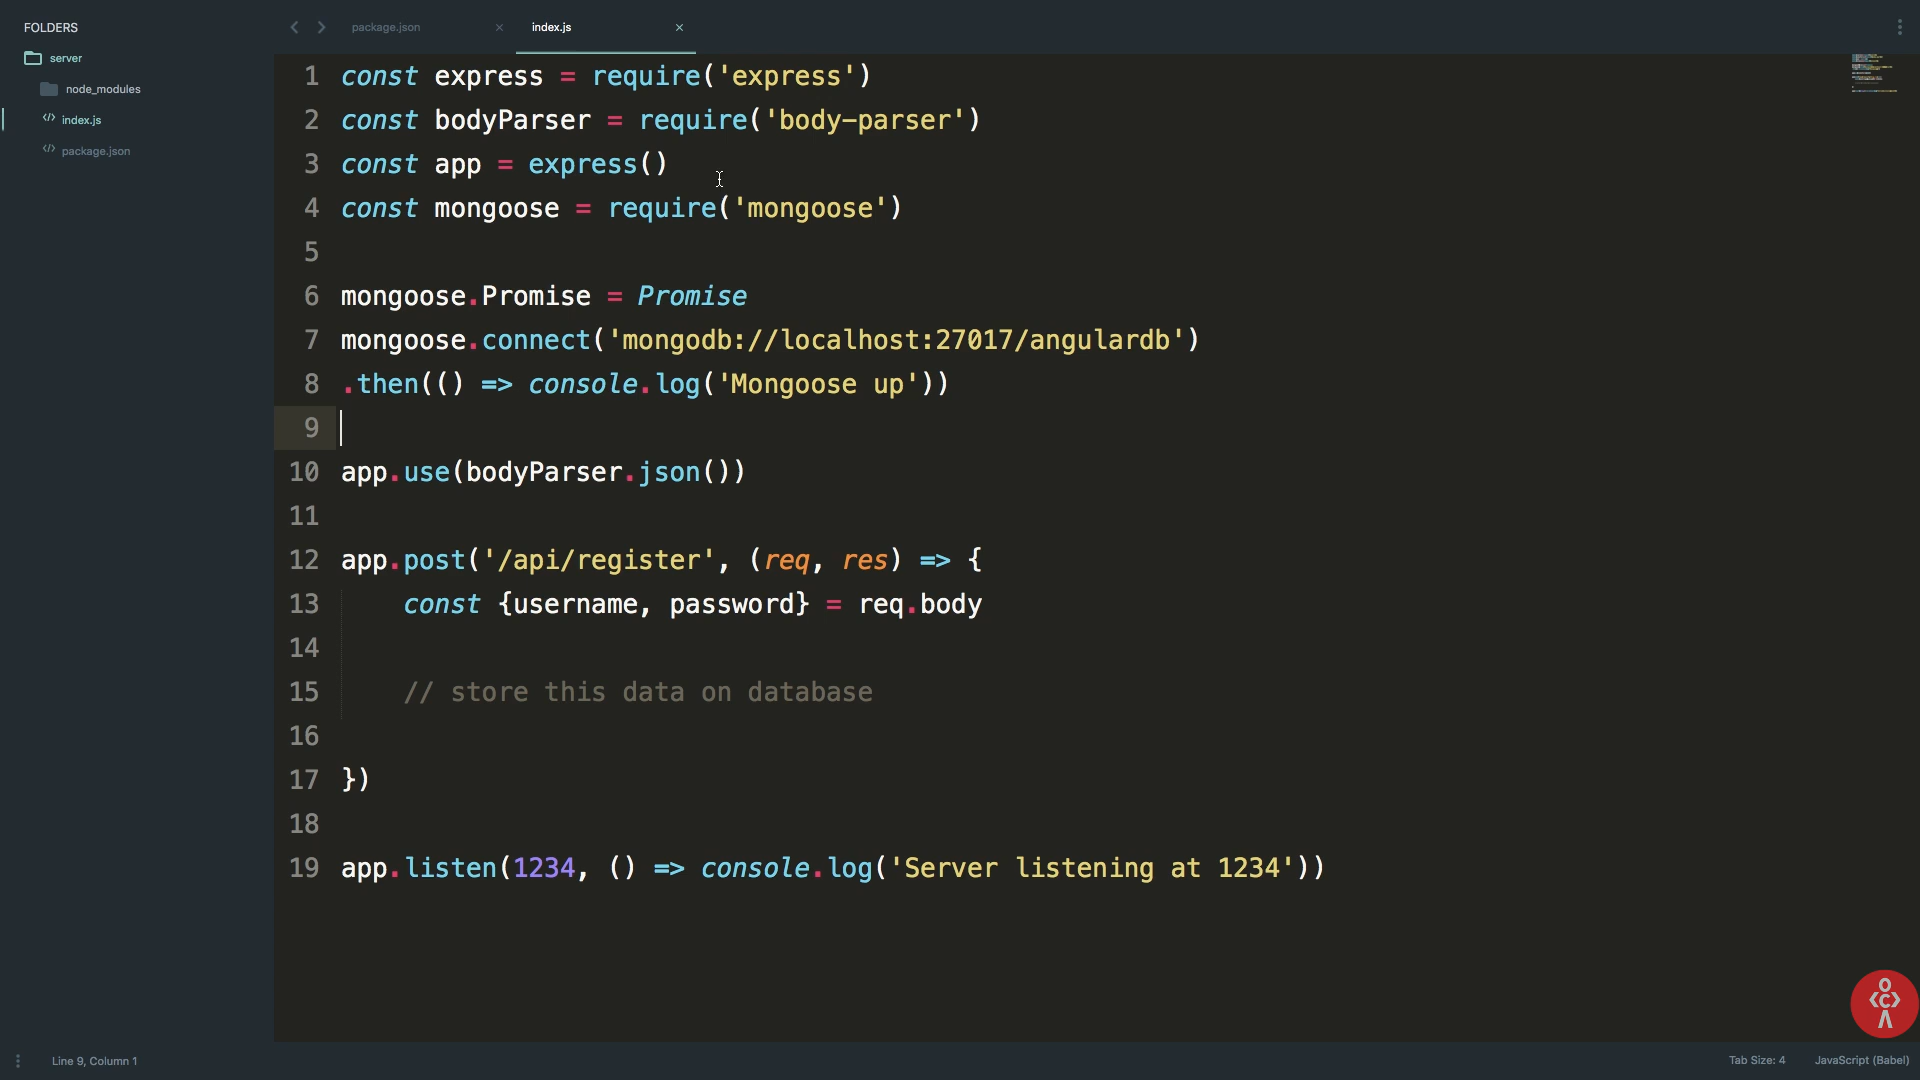 FOLDERS
server
node_modules
index.js
package.json
package.json
index.js
1 const express = require('express')
2 const bodyParser = require('body-parser')
3 const app = express()
4 const mongoose = require('mongoose')
5
6 mongoose.Promise = Promise
7 mongoose.connect('mongodb://localhost:27017/angulardb')
8 .then(() => console.log('Mongoose up'))
9
10 app.use(bodyParser.json())
11
12 app.post('/api/register', (req, res) => {
13 const {username, password} = req.body
14
15 // store this data on database
16
17 })
18
19 app.listen(1234, () => console.log('Server listening at 1234'))
Line 9, Column 1
Tab Size: 4
JavaScript (Babel)